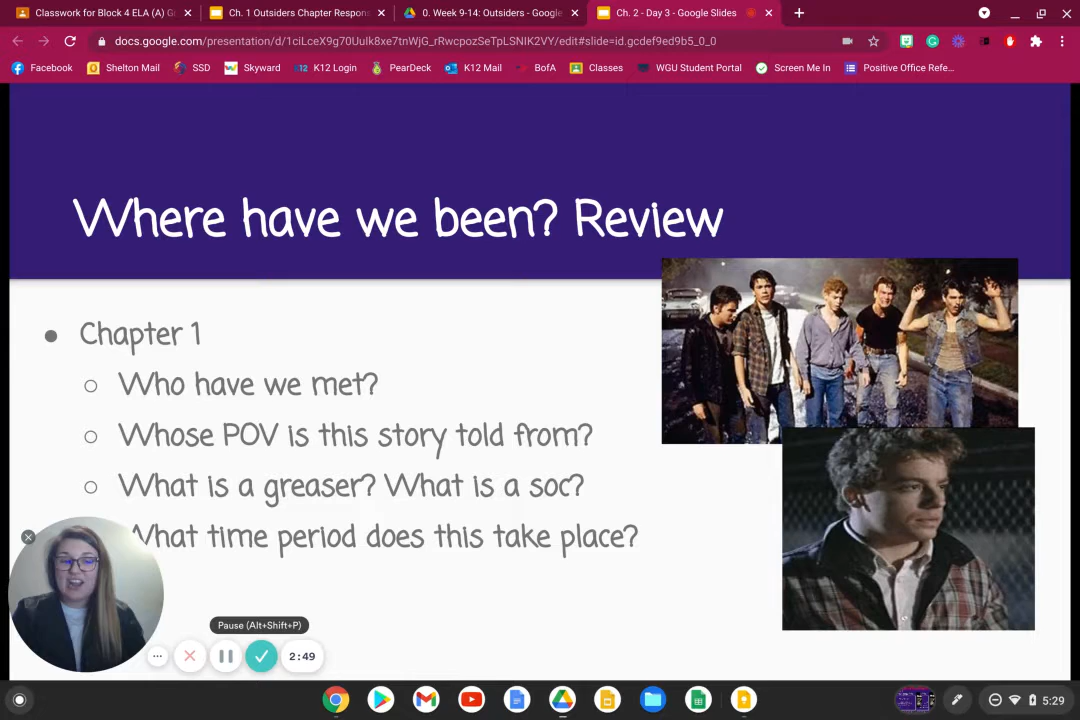 Classwork for Block 4 ELA (A) G
Ch. 1 Outsiders Chapter Respons
0. Week 9-14: Outsiders - Google
Ch. 2 - Day 3 - Google Slides
docs.google.com/presentation/d/1ciLceX9g70UuIk8xe7tnWjG_rRwcpozSeTpLSNIK2VY/edit#slide=id.gcdef9ed9b5_0_0
Facebook
Shelton Mail
SSD
Skyward
K12 Login
PearDeck
K12 Mail
BofA
Classes
WGU Student Portal
Screen Me In
Positive Office Refe...
Where have we been? Review
Chapter 1
Who have we met?
Whose POV is this story told from?
What is a greaser? What is a soc?
What time period does this take place?
Pause (Alt+Shift+P)
2:49
5:29